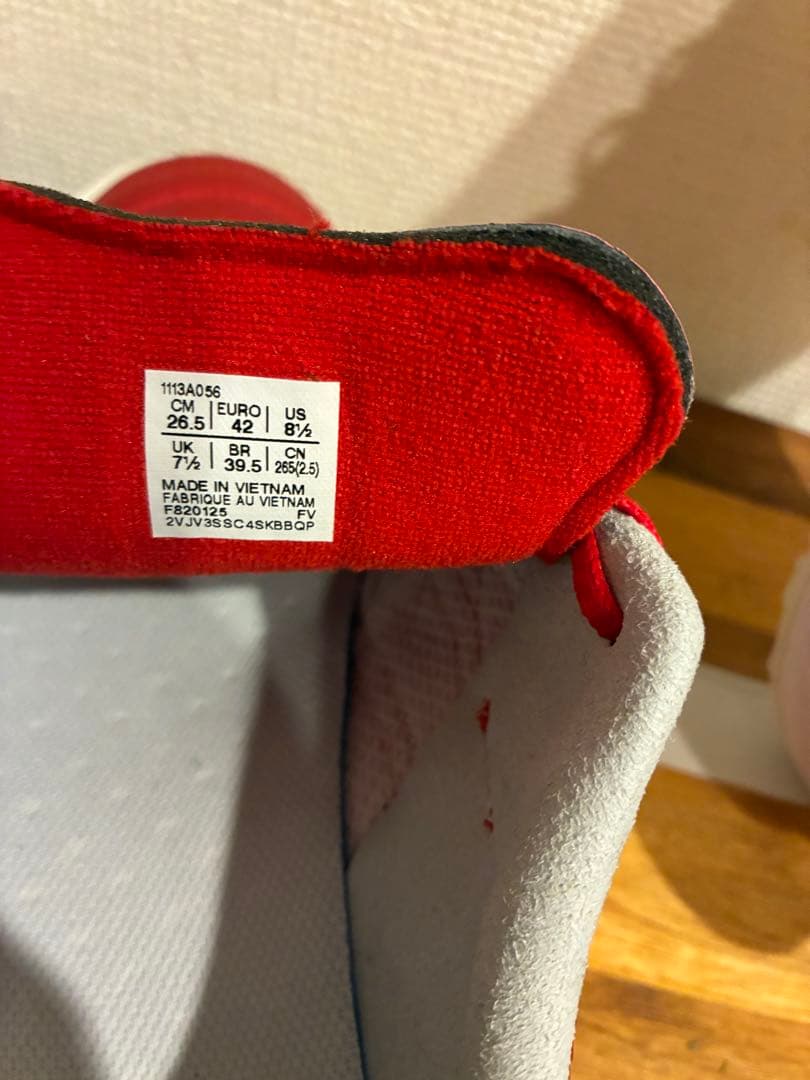 1113A056
CM | EURO | US
26.5 | 42 | 8½
UK | BR | CN
7½ | 39.5 | 265(2.5)
MADE IN VIETNAM
FABRIQUE AU VIETNAM
F820125 FV
2VJV3SSC4SKBBQP